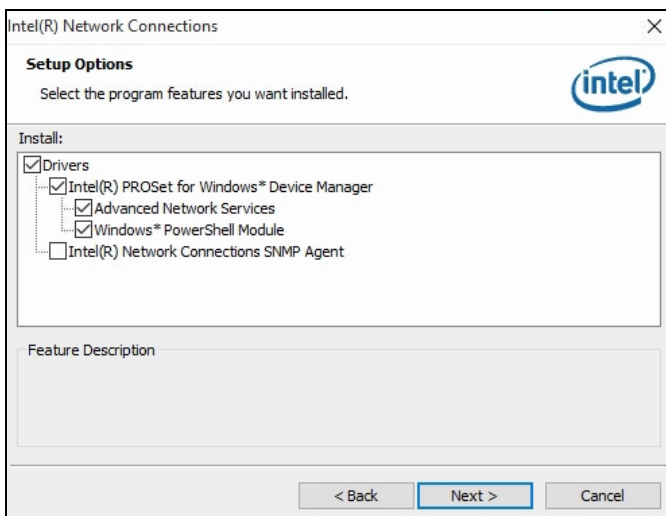 Intel(R) Network Connections
Setup Options
Select the program features you want installed.
intel
Install:
Drivers
Intel(R) PROSet for Windows* Device Manager
Advanced Network Services
Windows* PowerShell Module
Intel(R) Network Connections SNMP Agent
Feature Description
< Back
Next >
Cancel